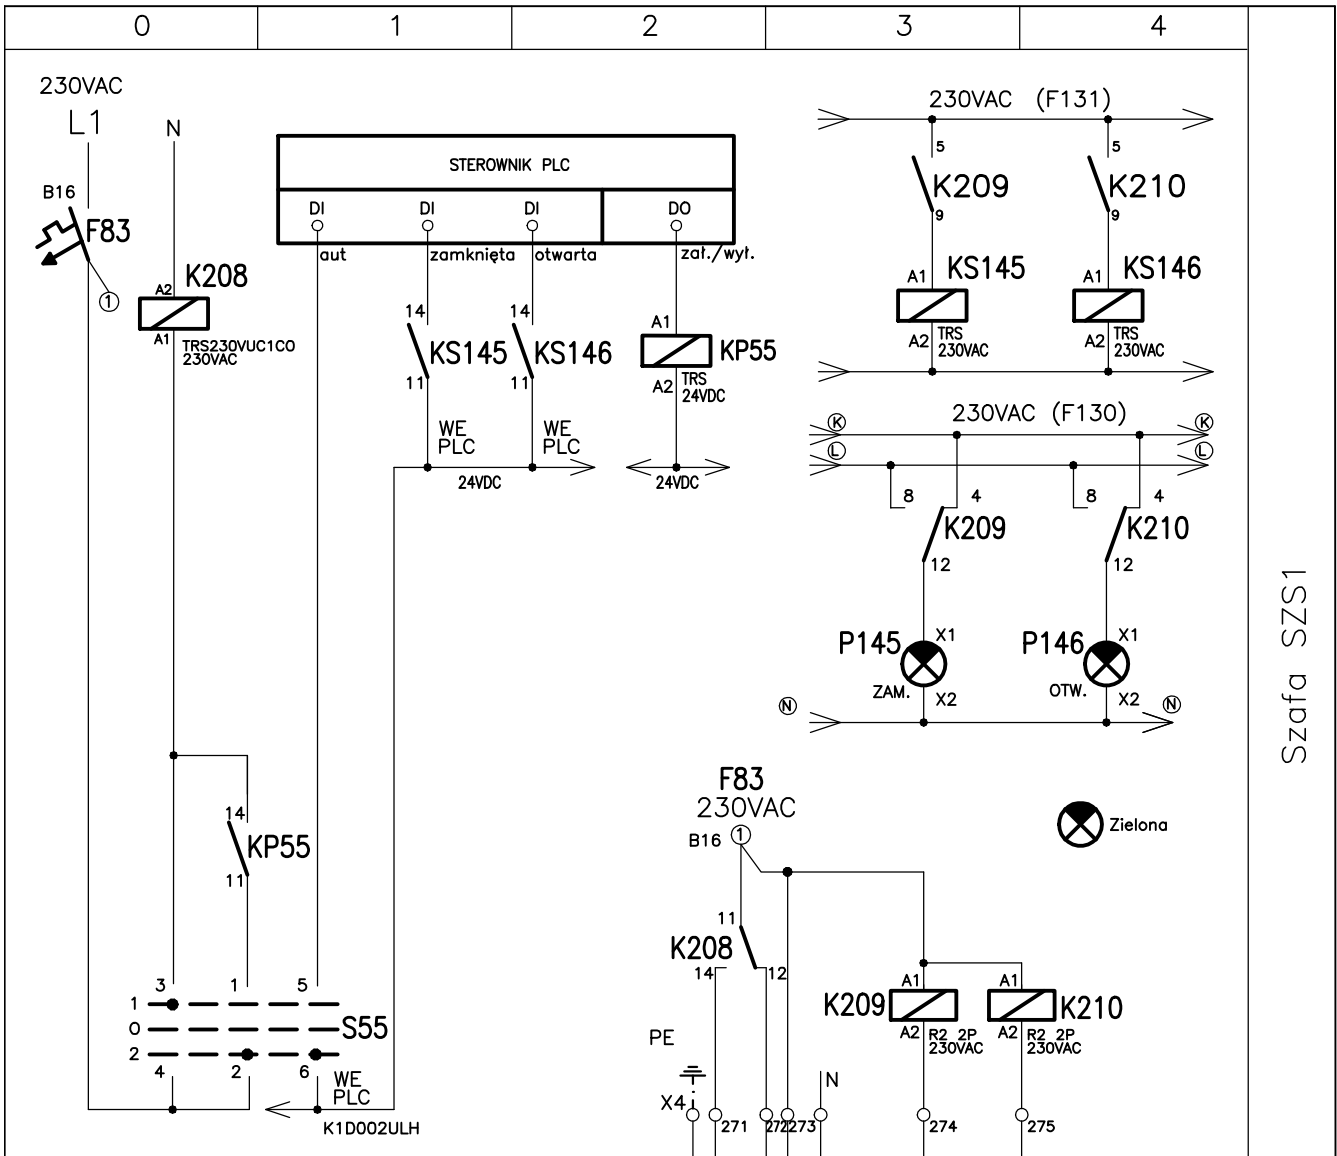 0 1 2 3 4
230VAC
L1
N
B16
F83
1
K208
A2
A1
TRS230VUC1CO
230VAC
STEROWNIK PLC
DI DI DI DO
aut zamknięta otwarta zał./wył.
14 14
KS145 KS146
11 11
A1
KP55
A2 TRS
24VDC
WE WE
PLC PLC
24VDC 24VDC
230VAC (F131)
5 5
K209 K210
9 9
A1 KS145 A1 KS146
A2 TRS A2 TRS
230VAC 230VAC
230VAC (F130)
K K
L L
8 4 8 4
K209 K210
12 12
P145 X1 P146 X1
ZAM. X2 OTW. X2
N N
Zielona
14
KP55
11
3 1 5
1
0 S55
2
4 2 6
WE
PLC
K1D002ULH
F83
230VAC
B16 1
11
K208
14 12
A1 A1
K209 K210
A2 R2 2P A2 R2 2P
230VAC 230VAC
PE
N
X4
271 272 273 274 275
Szafa SZS1